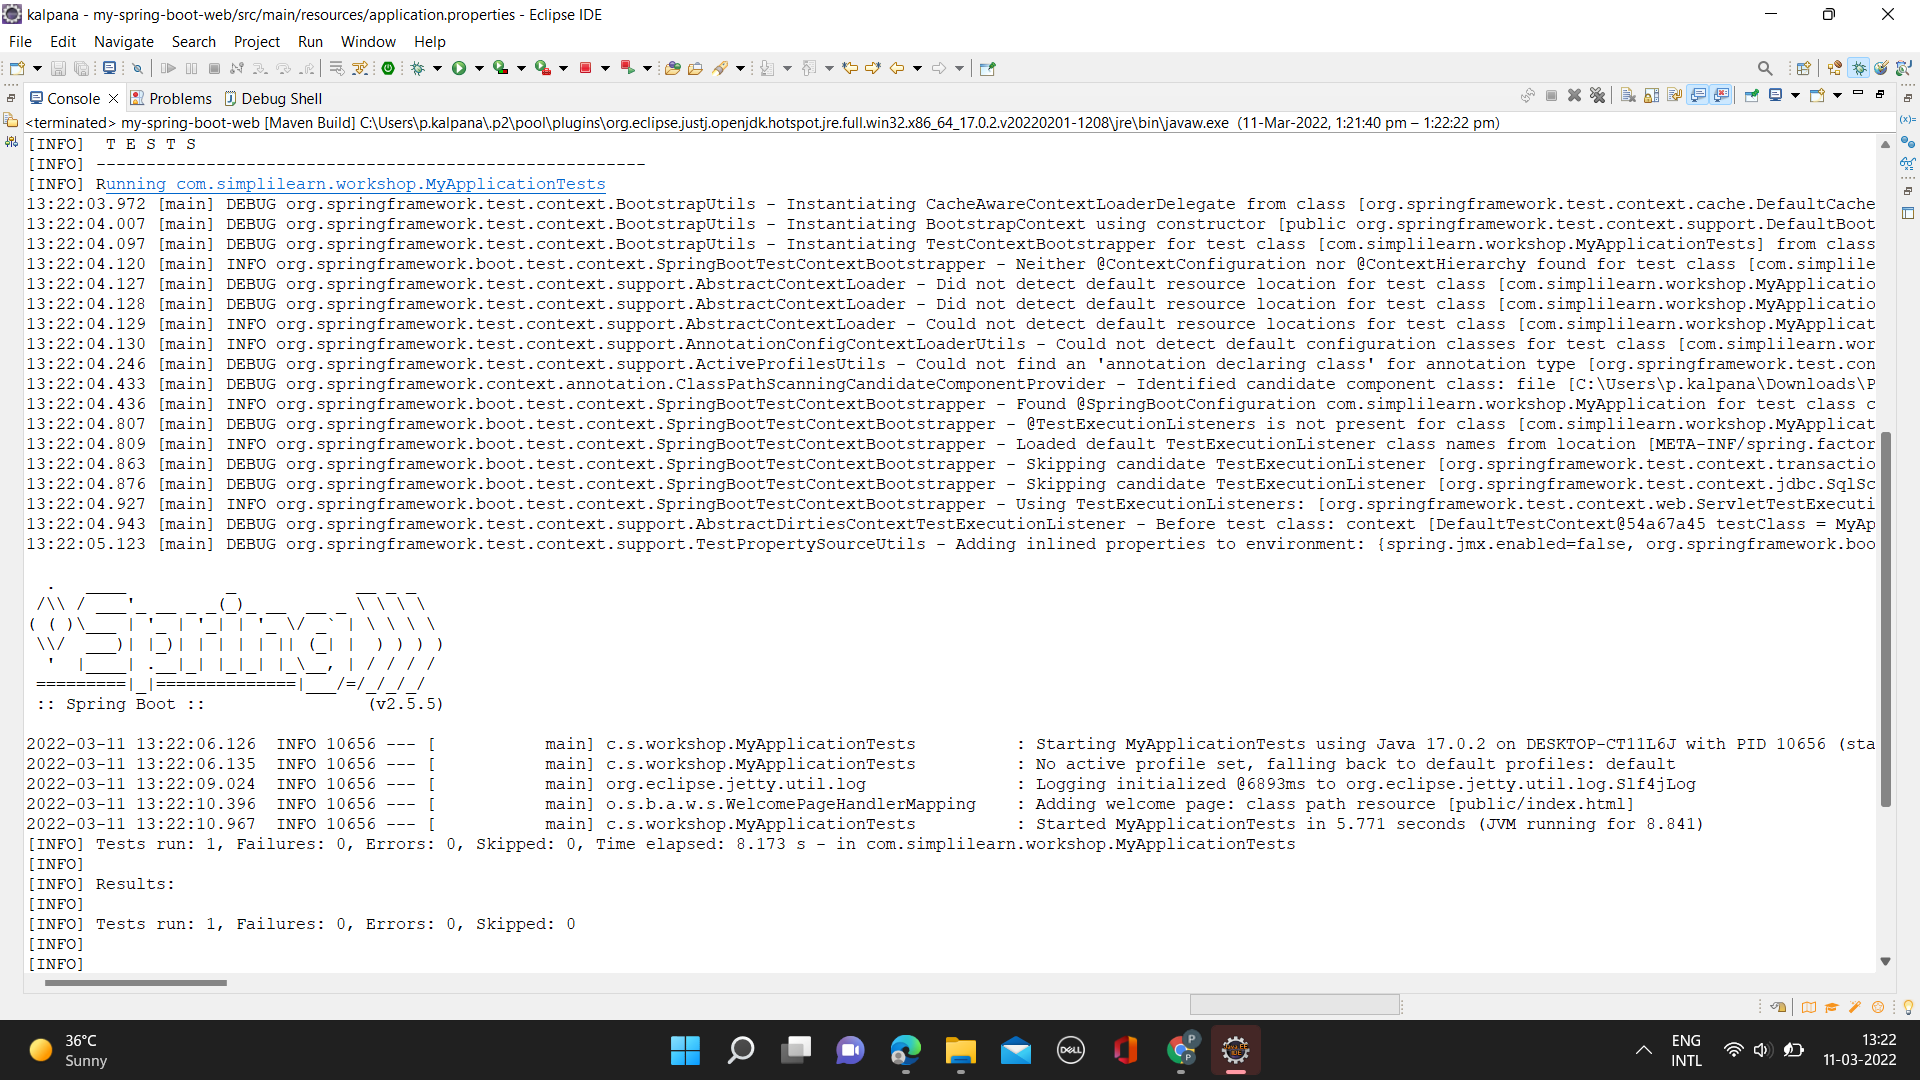 kalpana - my-spring-boot-web/src/main/resources/application.properties - Eclipse IDE
File Edit Navigate Search Project Run Window Help
Console Problems Debug Shell
<terminated> my-spring-boot-web [Maven Build] C:\Users\p.kalpana\.p2\pool\plugins\org.eclipse.justj.openjdk.hotspot.jre.full.win32.x86_64_17.0.2.v20220201-1208\jre\bin\javaw.exe (11-Mar-2022, 1:21:40 pm – 1:22:22 pm)
[INFO]  T E S T S
[INFO] -------------------------------------------------------
[INFO] Running com.simplilearn.workshop.MyApplicationTests
13:22:03.972 [main] DEBUG org.springframework.test.context.BootstrapUtils - Instantiating CacheAwareContextLoaderDelegate from class [org.springframework.test.context.cache.DefaultCache
13:22:04.007 [main] DEBUG org.springframework.test.context.BootstrapUtils - Instantiating BootstrapContext using constructor [public org.springframework.test.context.support.DefaultBoot
13:22:04.097 [main] DEBUG org.springframework.test.context.BootstrapUtils - Instantiating TestContextBootstrapper for test class [com.simplilearn.workshop.MyApplicationTests] from class
13:22:04.120 [main] INFO org.springframework.boot.test.context.SpringBootTestContextBootstrapper - Neither @ContextConfiguration nor @ContextHierarchy found for test class [com.simplile
13:22:04.127 [main] DEBUG org.springframework.test.context.support.AbstractContextLoader - Did not detect default resource location for test class [com.simplilearn.workshop.MyApplicatio
13:22:04.128 [main] DEBUG org.springframework.test.context.support.AbstractContextLoader - Did not detect default resource location for test class [com.simplilearn.workshop.MyApplicatio
13:22:04.129 [main] INFO org.springframework.test.context.support.AbstractContextLoader - Could not detect default resource locations for test class [com.simplilearn.workshop.MyApplicat
13:22:04.130 [main] INFO org.springframework.test.context.support.AnnotationConfigContextLoaderUtils - Could not detect default configuration classes for test class [com.simplilearn.wor
13:22:04.246 [main] DEBUG org.springframework.test.context.support.ActiveProfilesUtils - Could not find an 'annotation declaring class' for annotation type [org.springframework.test.con
13:22:04.433 [main] DEBUG org.springframework.context.annotation.ClassPathScanningCandidateComponentProvider - Identified candidate component class: file [C:\Users\p.kalpana\Downloads\P
13:22:04.436 [main] INFO org.springframework.boot.test.context.SpringBootTestContextBootstrapper - Found @SpringBootConfiguration com.simplilearn.workshop.MyApplication for test class c
13:22:04.807 [main] DEBUG org.springframework.boot.test.context.SpringBootTestContextBootstrapper - @TestExecutionListeners is not present for class [com.simplilearn.workshop.MyApplicat
13:22:04.809 [main] INFO org.springframework.boot.test.context.SpringBootTestContextBootstrapper - Loaded default TestExecutionListener class names from location [META-INF/spring.factor
13:22:04.863 [main] DEBUG org.springframework.boot.test.context.SpringBootTestContextBootstrapper - Skipping candidate TestExecutionListener [org.springframework.test.context.transactio
13:22:04.876 [main] DEBUG org.springframework.boot.test.context.SpringBootTestContextBootstrapper - Skipping candidate TestExecutionListener [org.springframework.test.context.jdbc.SqlSc
13:22:04.927 [main] INFO org.springframework.boot.test.context.SpringBootTestContextBootstrapper - Using TestExecutionListeners: [org.springframework.test.context.web.ServletTestExecuti
13:22:04.943 [main] DEBUG org.springframework.test.context.support.AbstractDirtiesContextTestExecutionListener - Before test class: context [DefaultTestContext@54a67a45 testClass = MyAp
13:22:05.123 [main] DEBUG org.springframework.test.context.support.TestPropertySourceUtils - Adding inlined properties to environment: {spring.jmx.enabled=false, org.springframework.boo
  .   ____          _            __ _ _
 /\\ / ___'_ __ _ _(_)_ __  __ _ \ \ \ \
( ( )\___ | '_ | '_| | '_ \/ _` | \ \ \ \
 \\/  ___)| |_)| | | | | || (_| |  ) ) ) )
  '  |____| .__|_| |_|_| |_\__, | / / / /
 =========|_|==============|___/=/_/_/_/
 :: Spring Boot ::                (v2.5.5)
2022-03-11 13:22:06.126  INFO 10656 --- [           main] c.s.workshop.MyApplicationTests          : Starting MyApplicationTests using Java 17.0.2 on DESKTOP-CT11L6J with PID 10656 (sta
2022-03-11 13:22:06.135  INFO 10656 --- [           main] c.s.workshop.MyApplicationTests          : No active profile set, falling back to default profiles: default
2022-03-11 13:22:09.024  INFO 10656 --- [           main] org.eclipse.jetty.util.log               : Logging initialized @6893ms to org.eclipse.jetty.util.log.Slf4jLog
2022-03-11 13:22:10.396  INFO 10656 --- [           main] o.s.b.a.w.s.WelcomePageHandlerMapping    : Adding welcome page: class path resource [public/index.html]
2022-03-11 13:22:10.967  INFO 10656 --- [           main] c.s.workshop.MyApplicationTests          : Started MyApplicationTests in 5.771 seconds (JVM running for 8.841)
[INFO] Tests run: 1, Failures: 0, Errors: 0, Skipped: 0, Time elapsed: 8.173 s - in com.simplilearn.workshop.MyApplicationTests
[INFO]
[INFO] Results:
[INFO]
[INFO] Tests run: 1, Failures: 0, Errors: 0, Skipped: 0
[INFO]
[INFO]
36°C
Sunny
DELL
ENG
INTL
13:22
11-03-2022